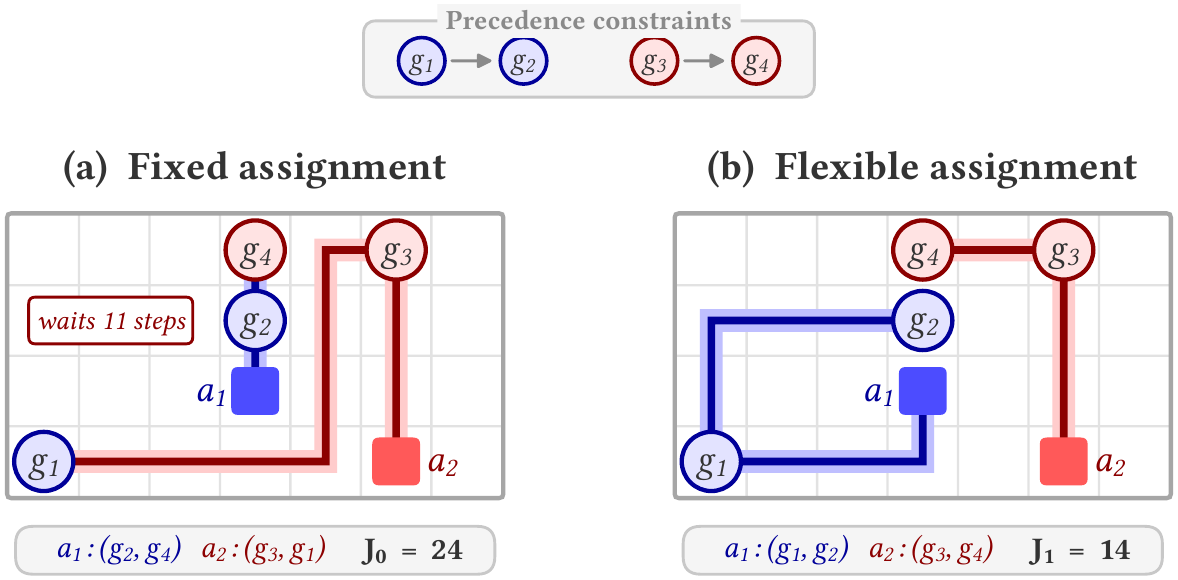 Precedence constraints
g1 g2 g3 g4
(a) Fixed assignment
g4 g3
waits 11 steps
g2
a1
g1 a2
a1:(g2, g4) a2:(g3, g1) J0 = 24
(b) Flexible assignment
g4 g3
g2
a1
g1 a2
a1:(g1, g2) a2:(g3, g4) J1 = 14